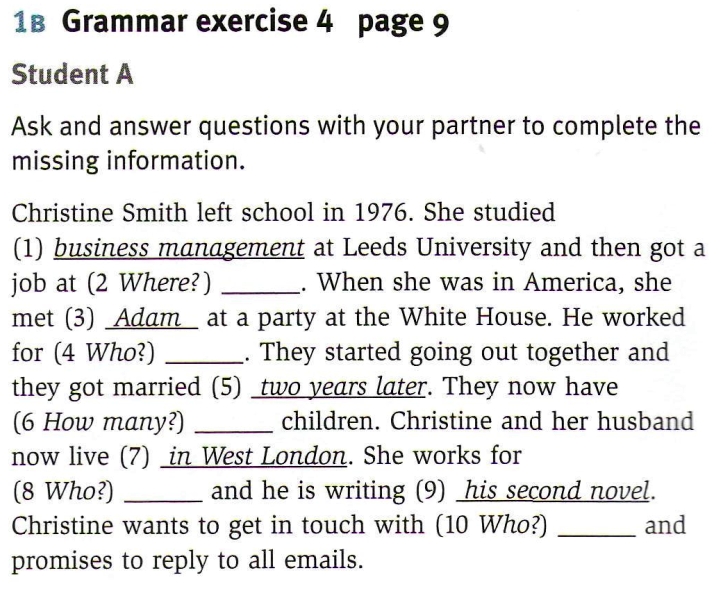 1B Grammar exercise 4 page 9
Student A
Ask and answer questions with your partner to complete the
missing information.
Christine Smith left school in 1976. She studied
(1) business management at Leeds University and then got a
job at (2 Where?) ______. When she was in America, she
met (3) Adam at a party at the White House. He worked
for (4 Who?) ______. They started going out together and
they got married (5) two years later. They now have
(6 How many?) ______ children. Christine and her husband
now live (7) in West London. She works for
(8 Who?) ______ and he is writing (9) his second novel.
Christine wants to get in touch with (10 Who?) ______ and
promises to reply to all emails.